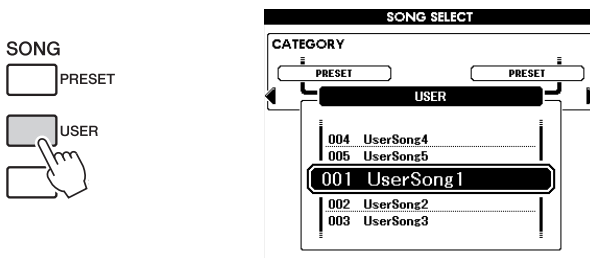 SONG
PRESET
USER
SONG SELECT
CATEGORY
PRESET PRESET
USER
004 UserSong4
005 UserSong5
001 UserSong1
002 UserSong2
003 UserSong3